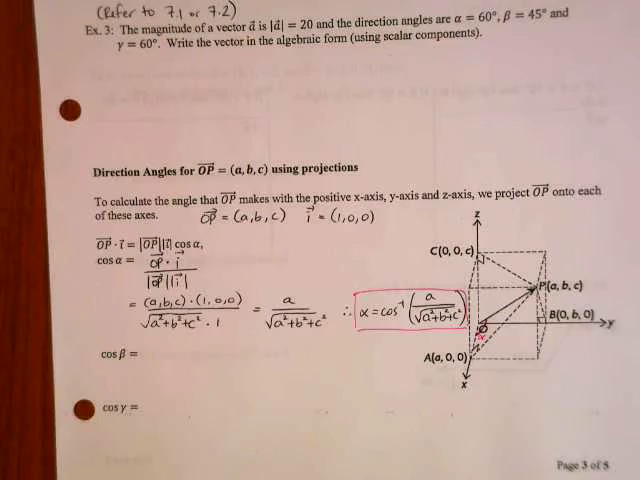 (Refer to 7.1 or 7.2)
Ex. 3: The magnitude of a vector a⃗ is |a⃗| = 20 and the direction angles are α = 60°, β = 45° and
γ = 60°. Write the vector in the algebraic form (using scalar components).
Direction Angles for OP⃗ = (a, b, c) using projections
To calculate the angle that OP⃗ makes with the positive x-axis, y-axis and z-axis, we project OP⃗ onto each
of these axes. OP⃗ = (a,b,c) i⃗ = (1,0,0)
OP⃗ · i⃗ = |OP⃗||i⃗| cos α,
cos α = OP⃗ · i⃗ / |OP⃗||i⃗|
= (a,b,c)·(1,0,0) / √a²+b²+c² · 1 = a / √a²+b²+c² ∴ α = cos⁻¹ (a / √a²+b²+c²)
cos β =
cos γ =
z
C(0, 0, c)
P(a, b, c)
O
α
B(0, b, 0)
y
A(a, 0, 0)
x
Page 3 of 5